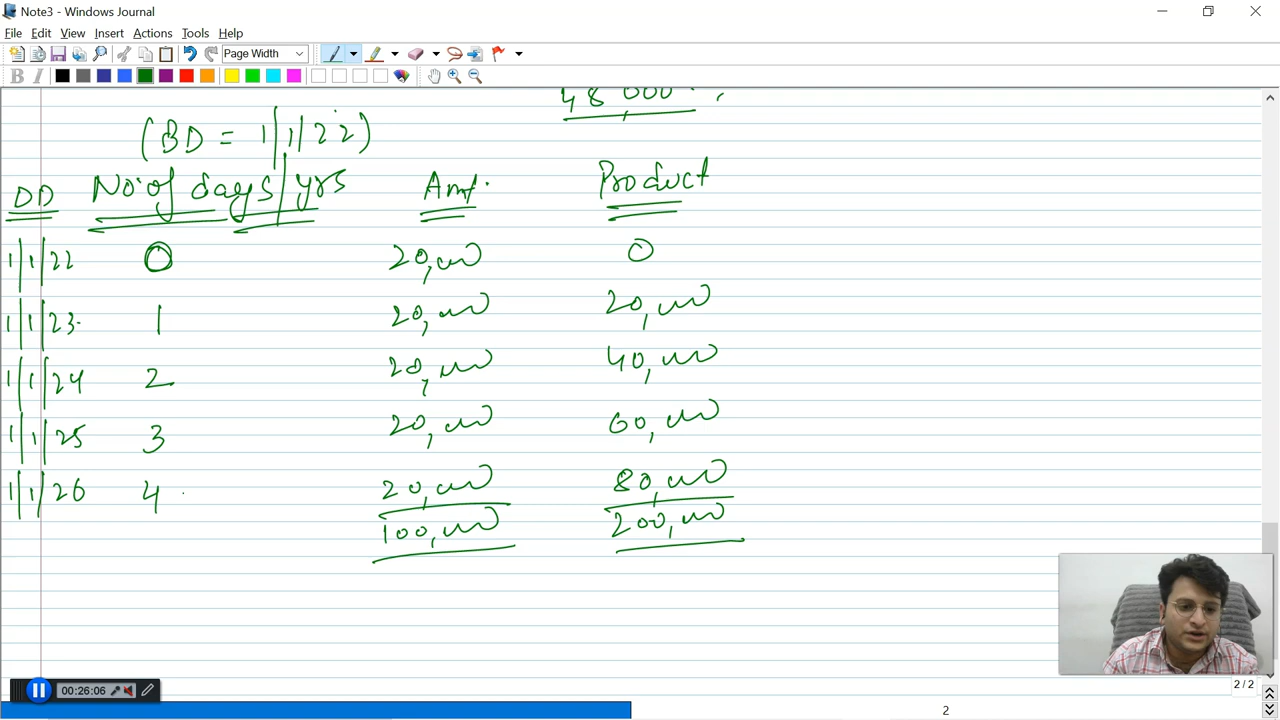 Note3 - Windows Journal
File Edit View Insert Actions Tools Help
Page Width
B I
48 000
(BD = 1/1/22)
DD No. of days/yrs Amt. Product
1/1/22 0 20,000 0
1/1/23 1 20,000 20,000
1/1/24 2 20,000 40,000
1/1/25 3 20,000 60,000
1/1/26 4 20,000 80,000
100,000 200,000
00:26:06
2 / 2
2